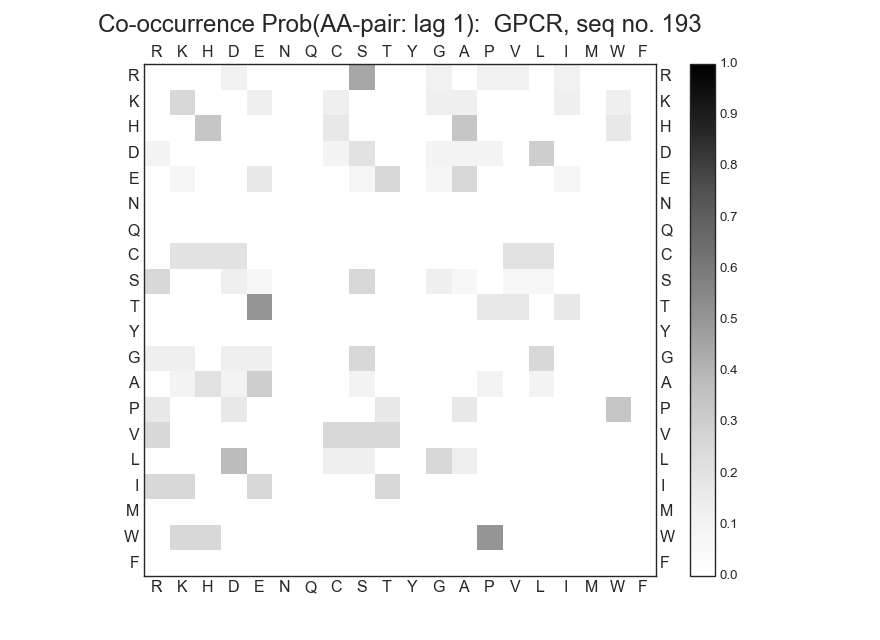 Co-occurrence Prob(AA-pair: lag 1):  GPCR, seq no. 193
R K H D E N Q C S T Y G A P V L I M W F
R R 1.0
K K 0.9
H H
D D 0.8
E E
N N 0.7
Q Q
C C 0.6
S S
T T 0.5
Y Y
G G 0.4
A A
P P 0.3
V V
L L 0.2
I I
M M 0.1
W W
F F 0.0
R K H D E N Q C S T Y G A P V L I M W F